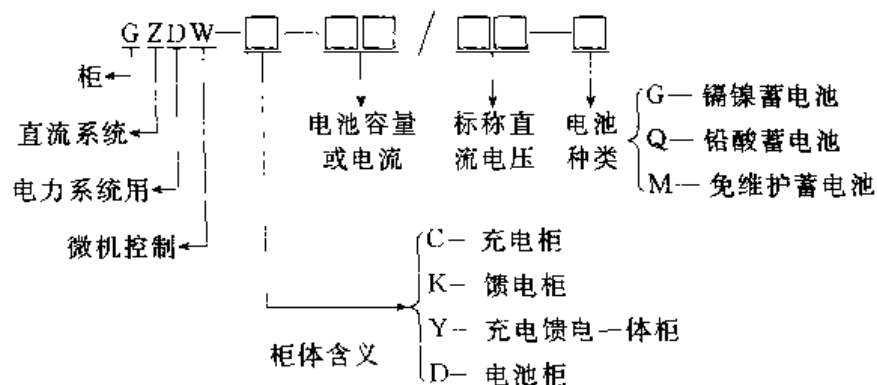 GZDW—□—□□/□□—□
柜
直流系统
电力系统用
微机控制
电池容量
或电流
标称直
流电压
电池
种类
G— 镉镍蓄电池
Q— 铅酸蓄电池
M— 免维护蓄电池
C— 充电柜
K— 馈电柜
Y— 充电馈电一体柜
D— 电池柜
柜体含义